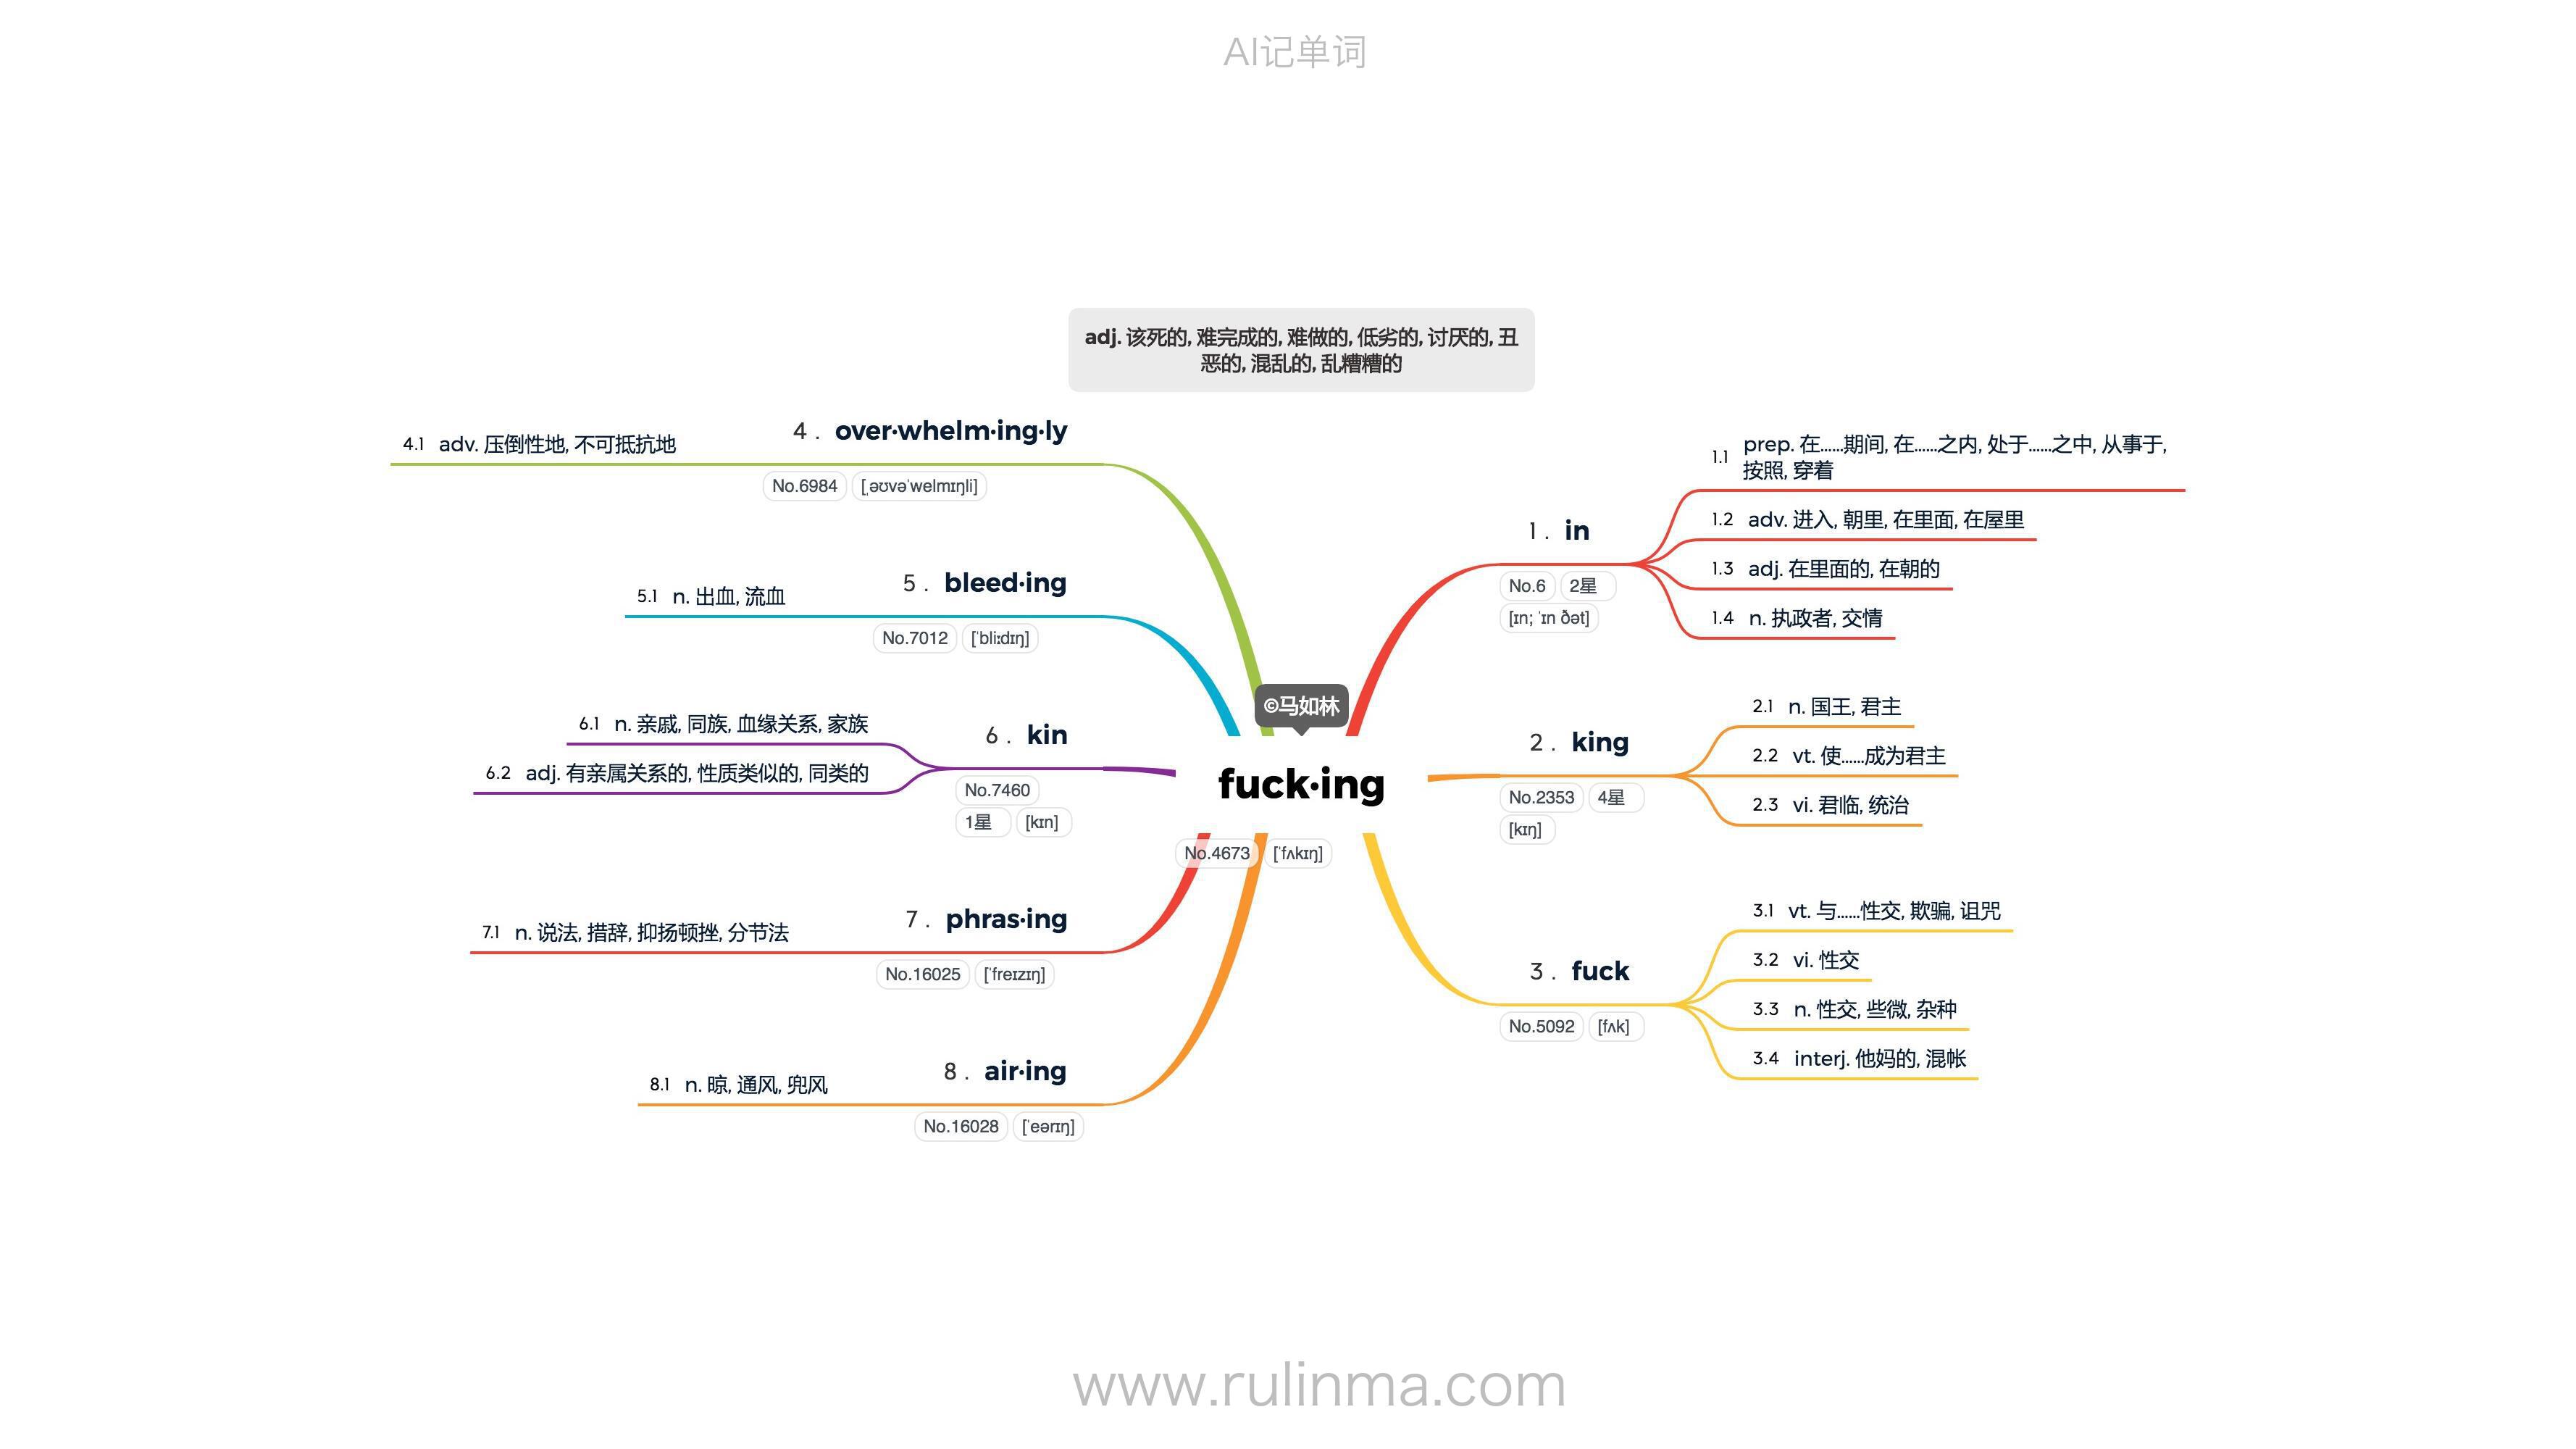 AI记单词
adj. 该死的, 难完成的, 难做的, 低劣的, 讨厌的, 丑
恶的, 混乱的, 乱糟糟的
©马如林
fuck·ing
No.4673 [ˈfʌkɪŋ]
1 . in
No.6 2星
[ɪn; ˈɪn ðət]
1.1 prep. 在……期间, 在……之内, 处于……之中, 从事于,
按照, 穿着
1.2 adv. 进入, 朝里, 在里面, 在屋里
1.3 adj. 在里面的, 在朝的
1.4 n. 执政者, 交情
2 . king
No.2353 4星
[kɪŋ]
2.1 n. 国王, 君主
2.2 vt. 使……成为君主
2.3 vi. 君临, 统治
3 . fuck
No.5092 [fʌk]
3.1 vt. 与……性交, 欺骗, 诅咒
3.2 vi. 性交
3.3 n. 性交, 些微, 杂种
3.4 interj. 他妈的, 混帐
4 . over·whelm·ing·ly
No.6984 [ˌəʊvəˈwelmɪŋli]
4.1 adv. 压倒性地, 不可抵抗地
5 . bleed·ing
No.7012 [ˈbliːdɪŋ]
5.1 n. 出血, 流血
6 . kin
No.7460
1星 [kɪn]
6.1 n. 亲戚, 同族, 血缘关系, 家族
6.2 adj. 有亲属关系的, 性质类似的, 同类的
7 . phras·ing
No.16025 [ˈfreɪzɪŋ]
7.1 n. 说法, 措辞, 抑扬顿挫, 分节法
8 . air·ing
No.16028 [ˈeərɪŋ]
8.1 n. 晾, 通风, 兜风
www.rulinma.com